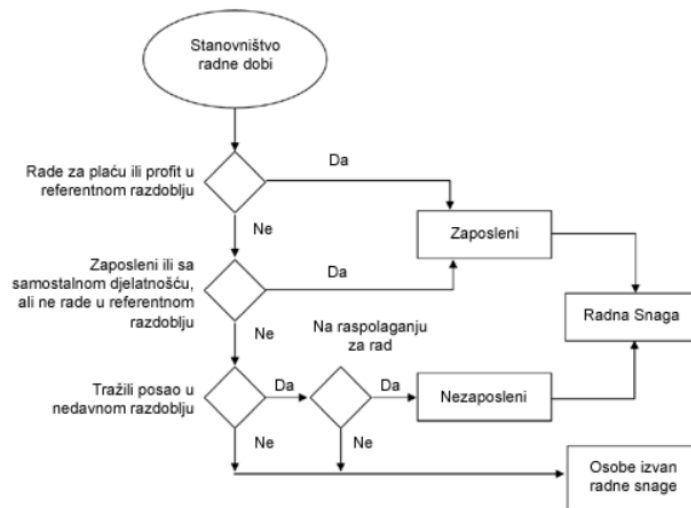 Stanovništvo
radne dobi
Rade za plaću ili profit u
referentnom razdoblju
Da
Ne
Zaposleni
Zaposleni ili sa
samostalnom djelatnošću,
ali ne rade u referentnom
razdoblju
Da
Ne
Radna Snaga
Na raspolaganju
za rad
Tražili posao u
nedavnom razdoblju
Da
Da
Nezaposleni
Ne
Ne
Osobe izvan
radne snage